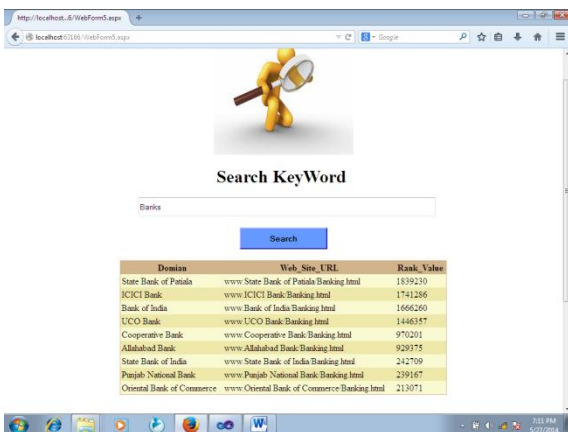 http://localhost...6/WebForm5.aspx
localhost:63166/WebForm5.aspx
Google
Search KeyWord
Banks
Search
Domian Web_Site_URL Rank_Value
State Bank of Patiala www.State Bank of Patiala/Banking.html 1839230
ICICI Bank www.ICICI Bank/Banking.html 1741286
Bank of India www.Bank of India/Banking.html 1666260
UCO Bank www.UCO Bank/Banking.html 1446357
Cooperative Bank www.Cooperative Bank/Banking.html 970201
Allahabad Bank www.Allahabad Bank/Banking.html 929375
State Bank of India www.State Bank of India/Banking.html 242709
Punjab National Bank www.Punjab National Bank/Banking.html 239167
Oriental Bank of Commerce www.Oriental Bank of Commerce/Banking.html 213071
7:11 PM
5/27/2014